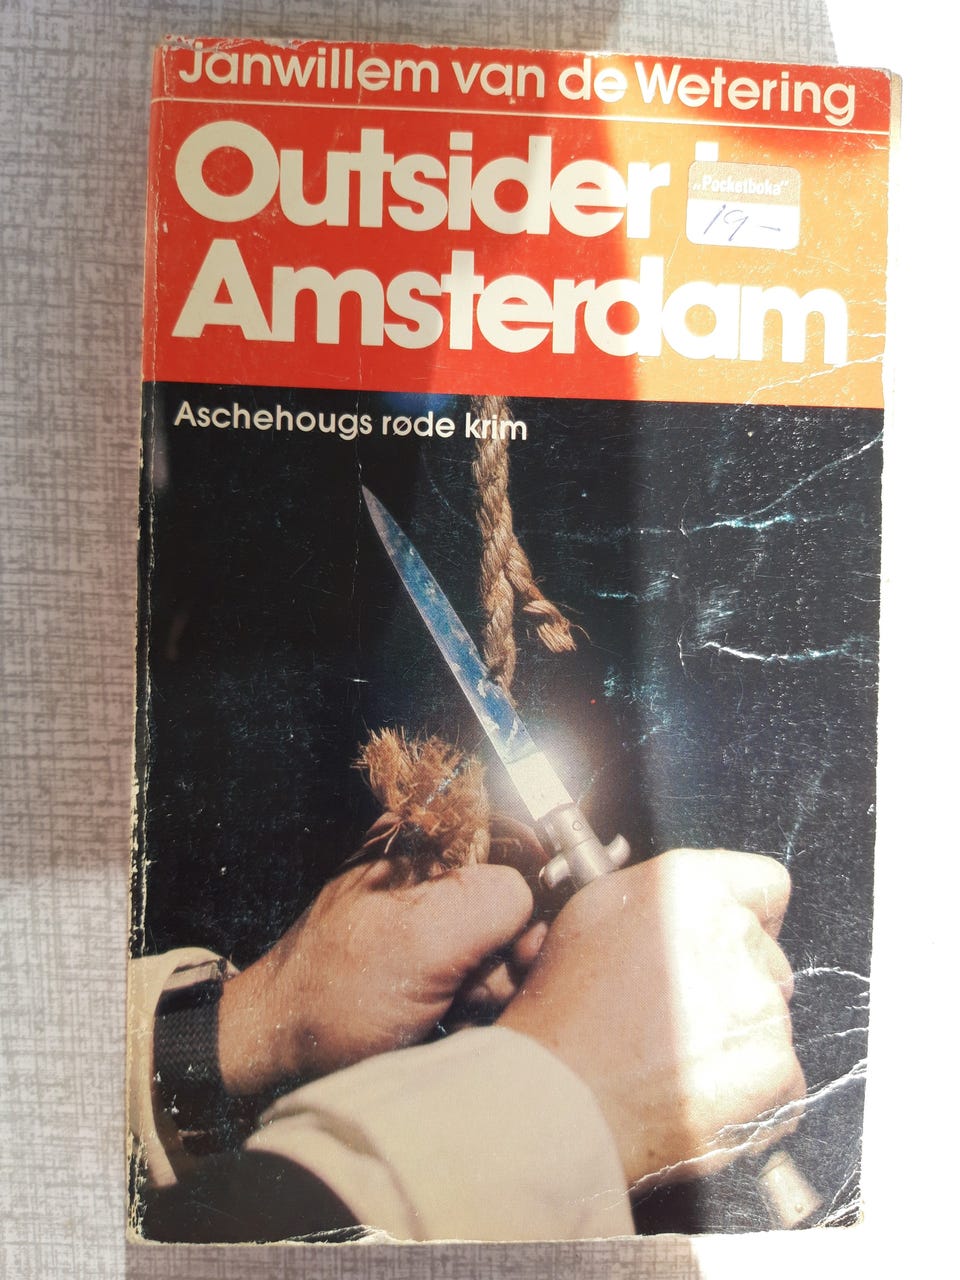 Janwillem van de Wetering
Outsider
„Pocketboka"
19-
Amsterdam
Aschehougs røde krim